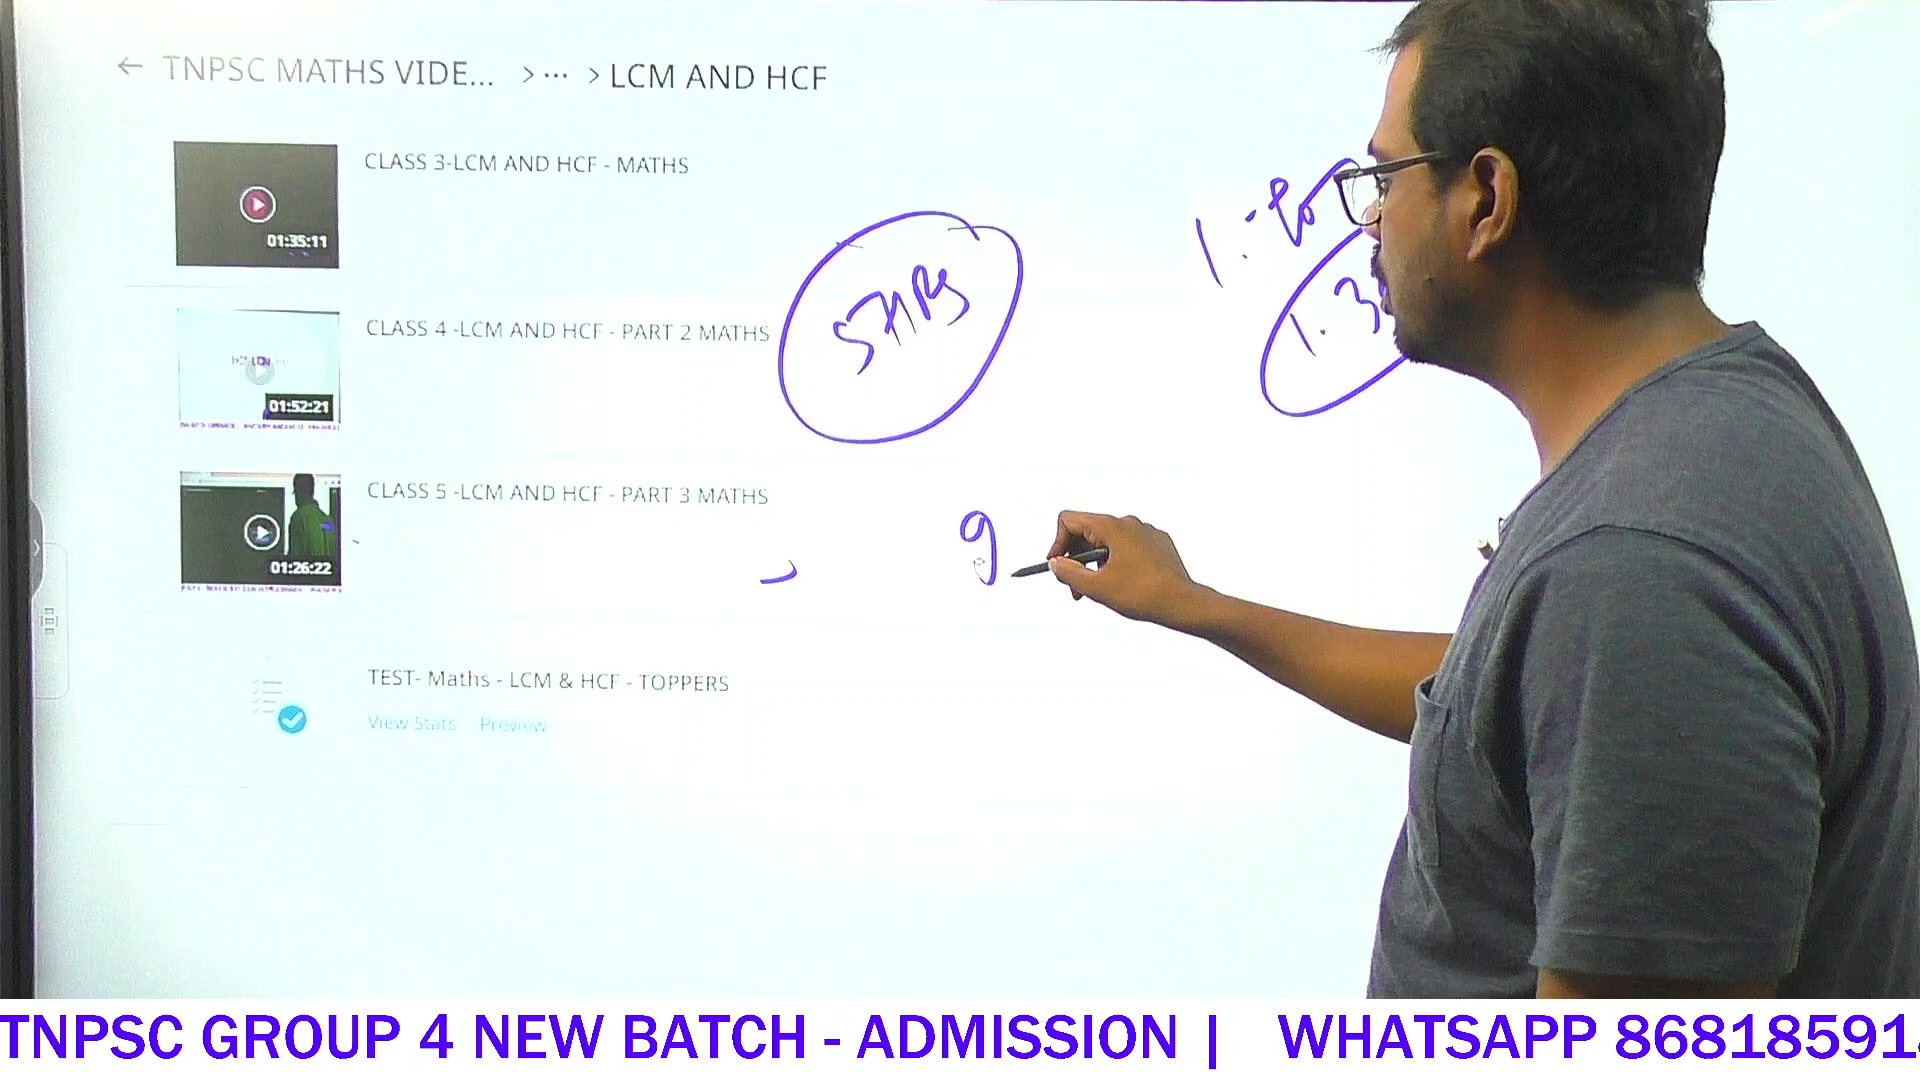 ← TNPSC MATHS VIDE... > ... > LCM AND HCF
CLASS 3-LCM AND HCF - MATHS
01:35:11
CLASS 4 -LCM AND HCF - PART 2 MATHS
01:52:21
CLASS 5 -LCM AND HCF - PART 3 MATHS
01:26:22
TEST- Maths - LCM & HCF - TOPPERS
View Stats Preview
9
TNPSC GROUP 4 NEW BATCH - ADMISSION | WHATSAPP 868185913